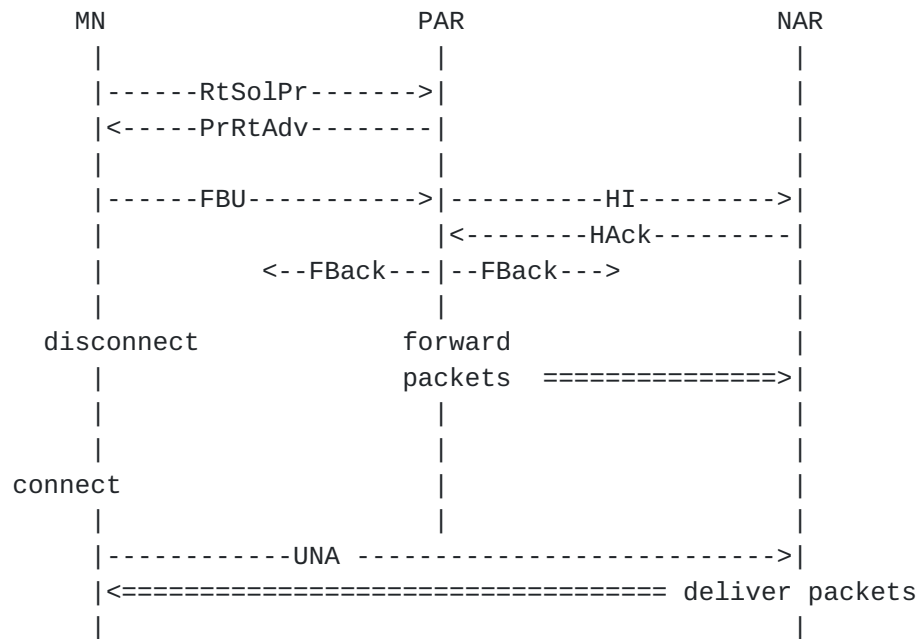 MN PAR NAR
| | |
|------RtSolPr------->| |
|<-----PrRtAdv--------| |
| | |
|------FBU----------->|----------HI--------->|
| |<--------HAck---------|
| <--FBack---|--FBack---> |
| | |
disconnect forward |
| packets ===============>|
| | |
| | |
connect | |
| | |
|------------UNA --------------------------->|
|<=================================== deliver packets
| |